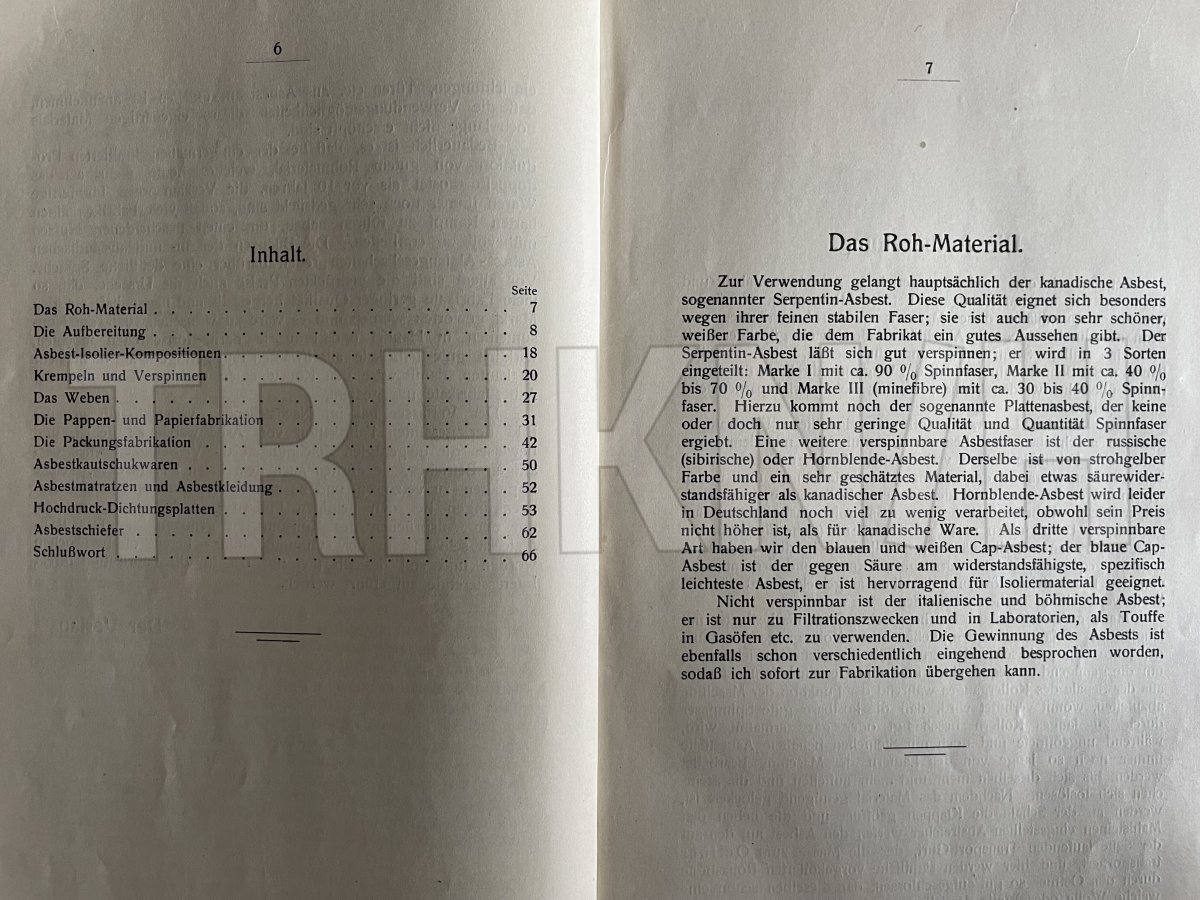 6
Inhalt.
Seite
Das Roh-Material . . . . . . . . . . . . . . . . . . 7
Die Aufbereitung . . . . . . . . . . . . . . . . . . 8
Asbest-Isolier-Kompositionen . . . . . . . . . . . . . . 18
Krempeln und Verspinnen . . . . . . . . . . . . . . . 20
Das Weben . . . . . . . . . . . . . . . . . . . . 27
Die Pappen- und Papierfabrikation . . . . . . . . . . . . 31
Die Packungsfabrikation . . . . . . . . . . . . . . . . 42
Asbestkautschukwaren . . . . . . . . . . . . . . . . . 50
Asbestmatratzen und Asbestkleidung . . . . . . . . . . . . 52
Hochdruck-Dichtungsplatten . . . . . . . . . . . . . . . 53
Asbestschiefer . . . . . . . . . . . . . . . . . . . 62
Schlußwort . . . . . . . . . . . . . . . . . . . . 66
7
Das Roh-Material.
Zur Verwendung gelangt hauptsächlich der kanadische Asbest,
sogenannter Serpentin-Asbest. Diese Qualität eignet sich besonders
wegen ihrer feinen stabilen Faser; sie ist auch von sehr schöner,
weißer Farbe, die dem Fabrikat ein gutes Aussehen gibt. Der
Serpentin-Asbest läßt sich gut verspinnen; er wird in 3 Sorten
eingeteilt: Marke I mit ca. 90 % Spinnfaser, Marke II mit ca. 40 %
bis 70 % und Marke III (minefibre) mit ca. 30 bis 40 % Spinn-
faser. Hierzu kommt noch der sogenannte Plattenasbest, der keine
oder doch nur sehr geringe Qualität und Quantität Spinnfaser
ergiebt. Eine weitere verspinnbare Asbestfaser ist der russische
(sibirische) oder Hornblende-Asbest. Derselbe ist von strohgelber
Farbe und ein sehr geschätztes Material, dabei etwas säurewider-
standsfähiger als kanadischer Asbest. Hornblende-Asbest wird leider
in Deutschland noch viel zu wenig verarbeitet, obwohl sein Preis
nicht höher ist, als für kanadische Ware. Als dritte verspinnbare
Art haben wir den blauen und weißen Cap-Asbest; der blaue Cap-
Asbest ist der gegen Säure am widerstandsfähigste, spezifisch
leichteste Asbest, er ist hervorragend für Isoliermaterial geeignet.
Nicht verspinnbar ist der italienische und böhmische Asbest;
er ist nur zu Filtrationszwecken und in Laboratorien, als Touffe
in Gasöfen etc. zu verwenden. Die Gewinnung des Asbests ist
ebenfalls schon verschiedentlich eingehend besprochen worden,
sodaß ich sofort zur Fabrikation übergehen kann.